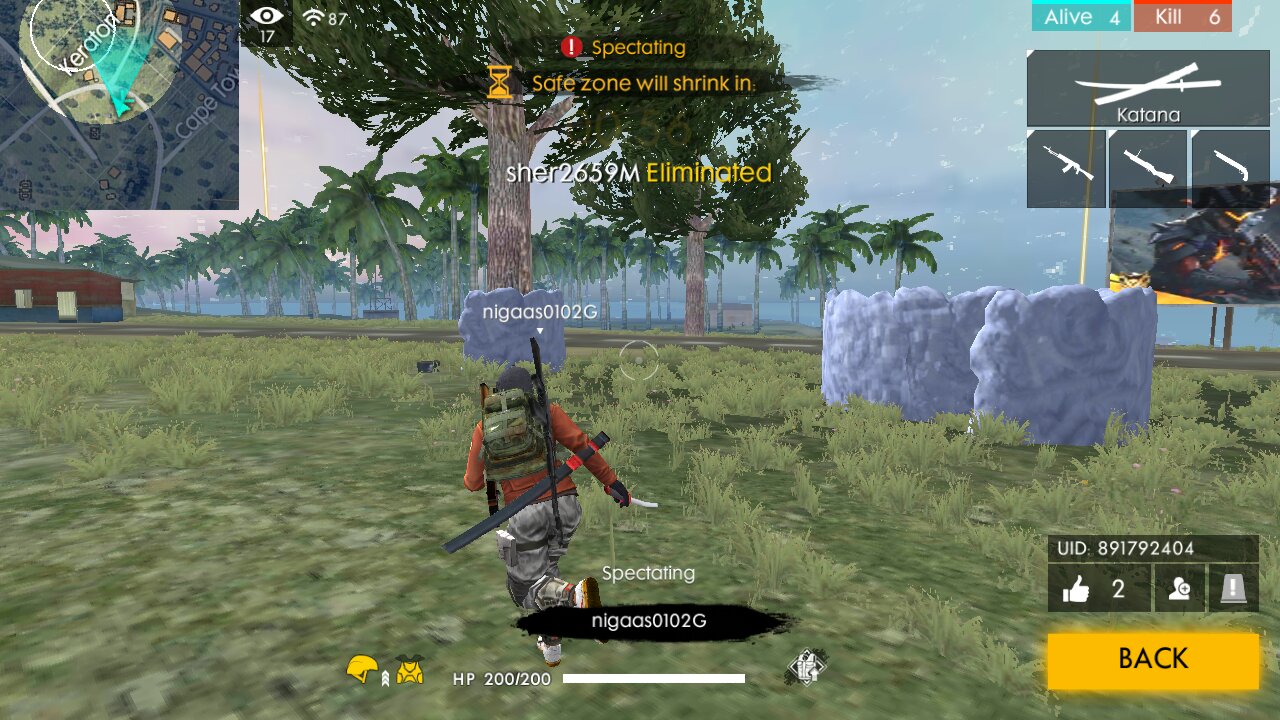 Keraton
Cape Tow
17
87
Spectating
Safe zone will shrink in:
sher2659M Eliminated
Alive 4
Kill 6
Katana
nigaas0102G
UID: 891792404
2
Spectating
nigaas0102G
HP 200/200
BACK